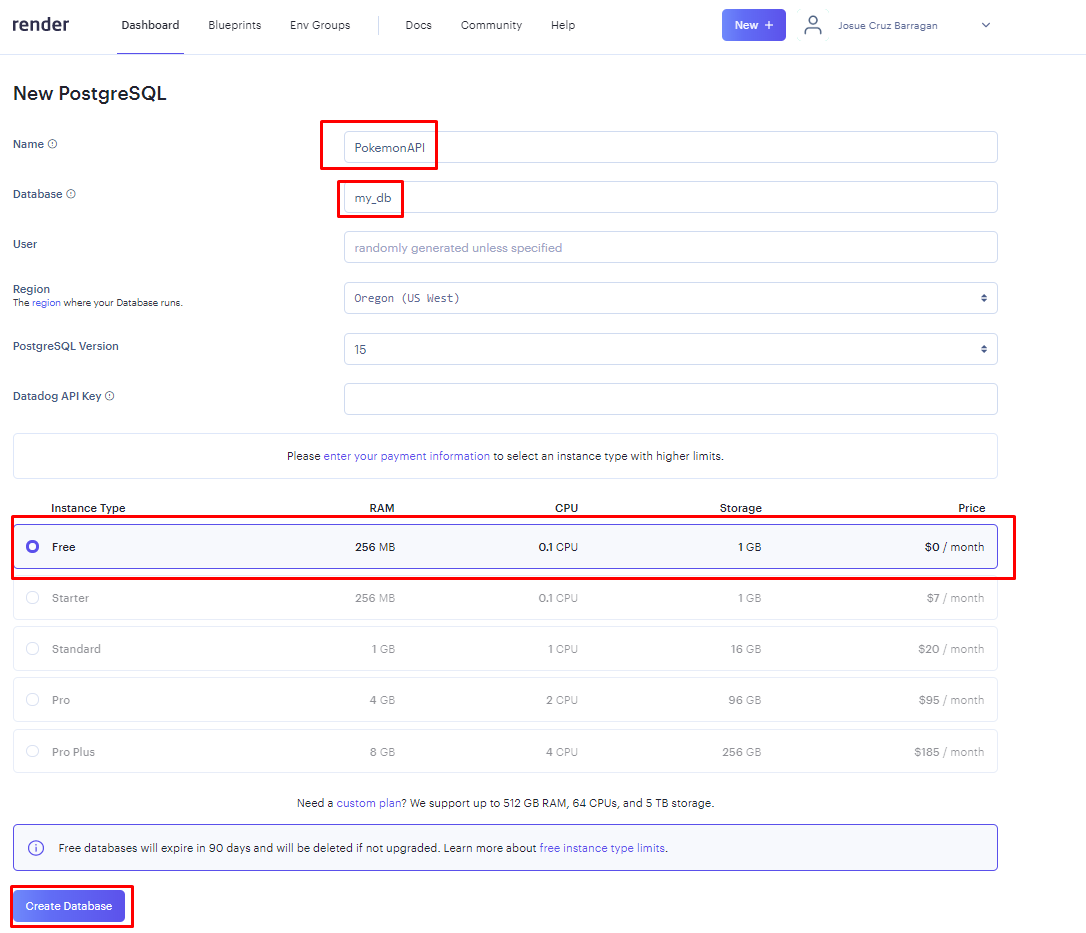 render
Dashboard Blueprints Env Groups Docs Community Help New + Josue Cruz Barragan
New PostgreSQL
Name PokemonAPI
Database my_db
User randomly generated unless specified
Region Oregon (US West)
The region where your Database runs.
PostgreSQL Version 15
Datadog API Key
Please enter your payment information to select an instance type with higher limits.
Instance Type RAM CPU Storage Price
Free 256 MB 0.1 CPU 1 GB $0 / month
Starter 256 MB 0.1 CPU 1 GB $7 / month
Standard 1 GB 1 CPU 16 GB $20 / month
Pro 4 GB 2 CPU 96 GB $95 / month
Pro Plus 8 GB 4 CPU 256 GB $185 / month
Need a custom plan? We support up to 512 GB RAM, 64 CPUs, and 5 TB storage.
Free databases will expire in 90 days and will be deleted if not upgraded. Learn more about free instance type limits.
Create Database